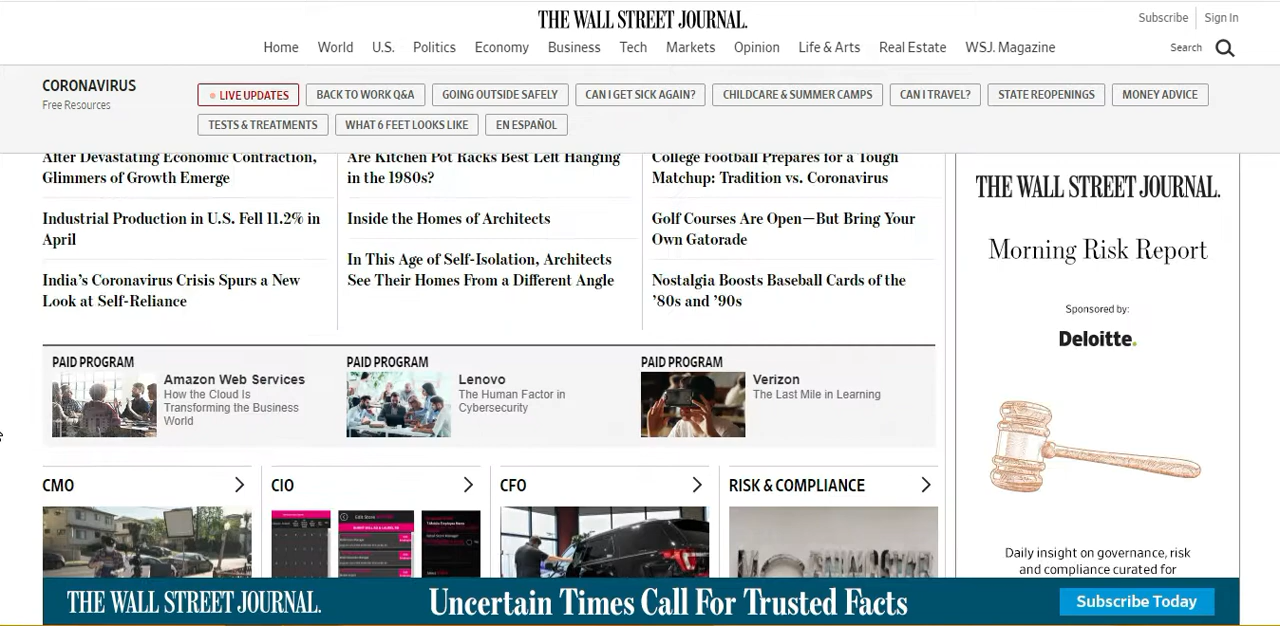 THE WALL STREET JOURNAL.
Subscribe
Sign In
Home World U.S. Politics Economy Business Tech Markets Opinion Life & Arts Real Estate WSJ. Magazine
Search
CORONAVIRUS
Free Resources
LIVE UPDATES
BACK TO WORK Q&A
GOING OUTSIDE SAFELY
CAN I GET SICK AGAIN?
CHILDCARE & SUMMER CAMPS
CAN I TRAVEL?
STATE REOPENINGS
MONEY ADVICE
TESTS & TREATMENTS
WHAT 6 FEET LOOKS LIKE
EN ESPAÑOL
After Devastating Economic Contraction,
Glimmers of Growth Emerge
Industrial Production in U.S. Fell 11.2% in
April
India's Coronavirus Crisis Spurs a New
Look at Self-Reliance
Are Kitchen Pot Racks Best Left Hanging
in the 1980s?
Inside the Homes of Architects
In This Age of Self-Isolation, Architects
See Their Homes From a Different Angle
College Football Prepares for a Tough
Matchup: Tradition vs. Coronavirus
Golf Courses Are Open—But Bring Your
Own Gatorade
Nostalgia Boosts Baseball Cards of the
’80s and ’90s
THE WALL STREET JOURNAL.
Morning Risk Report
Sponsored by:
Deloitte.
Daily insight on governance, risk
and compliance curated for
PAID PROGRAM
Amazon Web Services
How the Cloud Is
Transforming the Business
World
PAID PROGRAM
Lenovo
The Human Factor in
Cybersecurity
PAID PROGRAM
Verizon
The Last Mile in Learning
CMO
CIO
CFO
RISK & COMPLIANCE
THE WALL STREET JOURNAL.
Uncertain Times Call For Trusted Facts
Subscribe Today